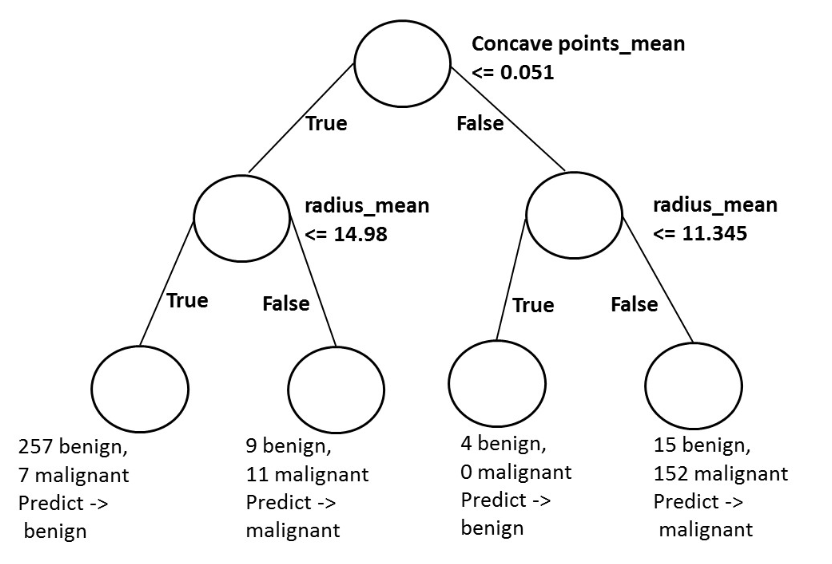 Concave points_mean
<= 0.051
True
False
radius_mean
<= 14.98
radius_mean
<= 11.345
True
False
True
False
257 benign,
7 malignant
Predict ->
benign
9 benign,
11 malignant
Predict ->
malignant
4 benign,
0 malignant
Predict ->
benign
15 benign,
152 malignant
Predict ->
malignant